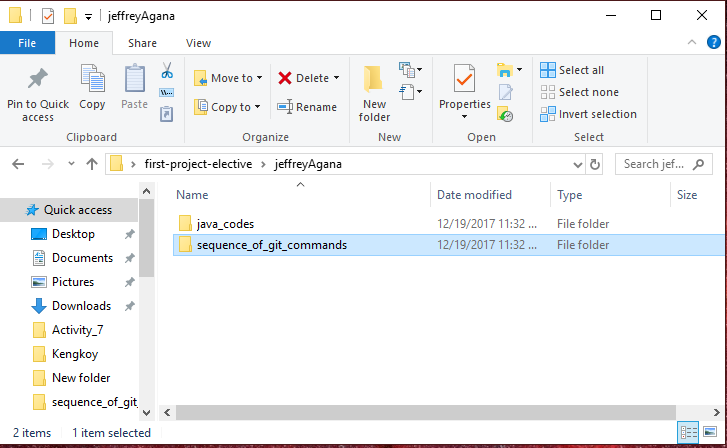 jeffreyAgana
File Home Share View
Pin to Quick access
Copy
Paste
Clipboard
Move to
Copy to
Delete
Rename
Organize
New folder
New
Properties
Open
Select all
Select none
Invert selection
Select
first-project-elective jeffreyAgana
Search jef...
Name Date modified Type Size
Quick access
Desktop
Documents
Pictures
Downloads
Activity_7
Kengkoy
New folder
sequence_of_git_
java_codes 12/19/2017 11:32 ... File folder
sequence_of_git_commands 12/19/2017 11:32 ... File folder
2 items 1 item selected